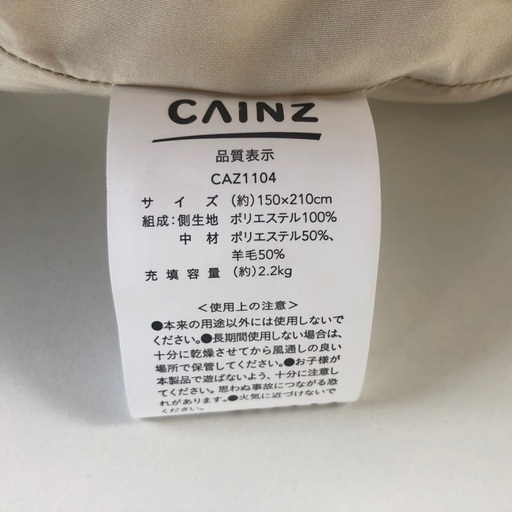 CAINZ
品質表示
CAZ1104
サイズ (約)150×210cm
組成:側生地 ポリエステル100%
中材 ポリエステル50%、
羊毛50%
充填容量 (約)2.2kg
<使用上の注意>
●本来の用途以外には使用しないで
ください。●長期間使用しない場合は、
十分に乾燥させてから風通しの良い
場所で保管してください。●お子様が
本製品で遊ばないよう、十分に注意し
てください。思わぬ事故につながる恐
れがあります。●火気に近づけないで